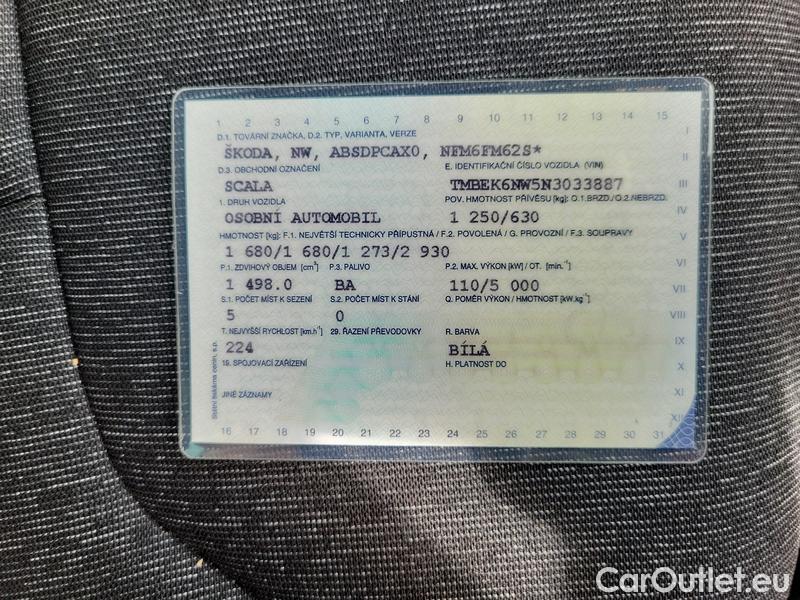 1 2 3 4 5 6 7 8 9 10 11 12 13 14 15
D.1. TOVÁRNÍ ZNAČKA, D.2. TYP, VARIANTA, VERZE I
ŠKODA, NW, ABSDPCAX0, NFM6FM62S* II
D.3. OBCHODNÍ OZNAČENÍ E. IDENTIFIKAČNÍ ČÍSLO VOZIDLA (VIN)
SCALA TMBEK6NW5N3033887 III
1. DRUH VOZIDLA POV. HMOTNOST PŘÍVĚSU [kg]: O.1.BRZD./O.2.NEBRZD.
OSOBNÍ AUTOMOBIL 1 250/630 IV
HMOTNOST [kg]: F.1. NEJVĚTŠÍ TECHNICKY PŘÍPUSTNÁ / F.2. POVOLENÁ / G. PROVOZNÍ / F.3. SOUPRAVY V
1 680/1 680/1 273/2 930
P.1. ZDVIHOVÝ OBJEM [cm³] P.3. PALIVO P.2. MAX. VÝKON [kW] / OT. [min.⁻¹] VI
1 498.0 BA 110/5 000 VII
S.1. POČET MÍST K SEZENÍ S.2. POČET MÍST K STÁNÍ Q. POMĚR VÝKON / HMOTNOST [kW.kg⁻¹]
5 0 VIII
T. NEJVYŠŠÍ RYCHLOST [km.h⁻¹] 29. ŘAZENÍ PŘEVODOVKY R. BARVA
224 BÍLÁ IX
19. SPOJOVACÍ ZAŘÍZENÍ H. PLATNOST DO X
JINÉ ZÁZNAMY XI
XII
16 17 18 19 20 21 22 23 24 25 26 27 28 29 30 31
Státní tiskárna cenin, s.p.
CarOutlet.eu